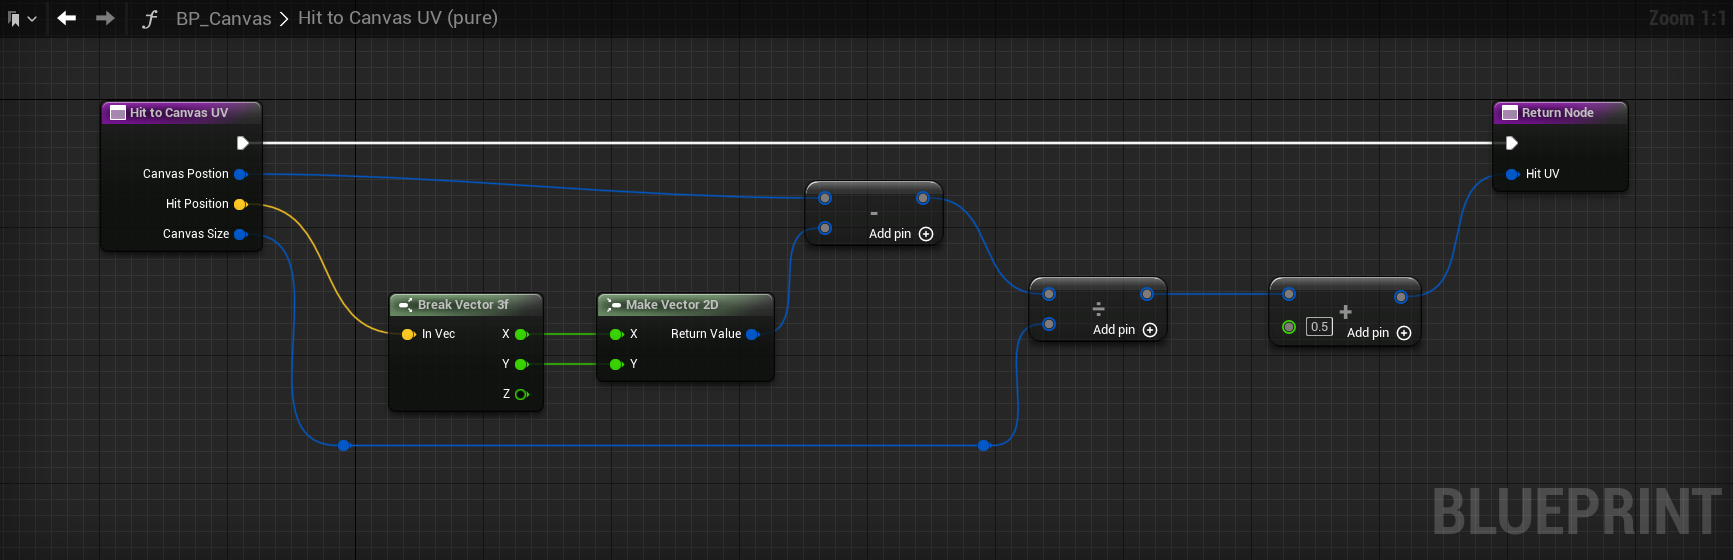 BP_Canvas > Hit to Canvas UV (pure)
Zoom 1:1
Hit to Canvas UV
Canvas Postion
Hit Position
Canvas Size
Break Vector 3f
In Vec
X
Y
Z
Make Vector 2D
X
Y
Return Value
-
Add pin
÷
Add pin
+
0.5
Add pin
Return Node
Hit UV
BLUEPRINT